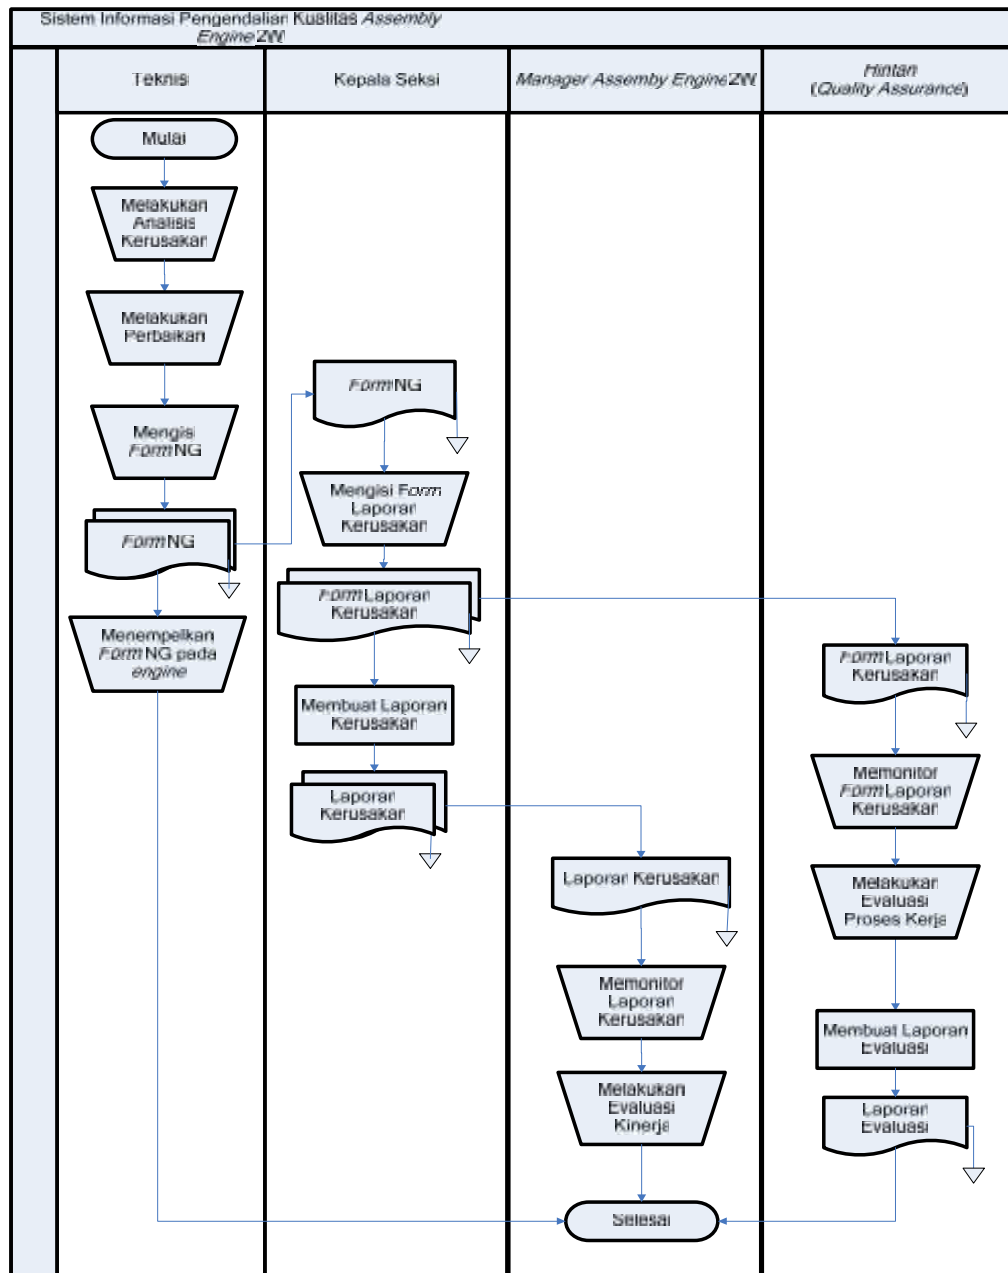 Sistem Informasi Pengendalian Kualitas Assembly
Engine 2W
Teknisi
Kepala Seksi
Manager Assemby Engine 2W
(Quality Assurance)
Mulai
Melakukan
Analisis
Kerusakan
Melakukan
Perbaikan
Mengisi
Form NG
Form NG
Menempelkan
Form NG pada
engine
Form NG
Mengisi Form
Laporan
Kerusakan
Form Laporan
Kerusakan
Membuat Laporan
Kerusakan
Laporan
Kerusakan
Laporan Kerusakan
Memonitor
Laporan
Kerusakan
Melakukan
Evaluasi
Kinerja
Selesai
Form Laporan
Kerusakan
Memonitor
Form Laporan
Kerusakan
Melakukan
Evaluasi
Proses Kerja
Membuat Laporan
Evaluasi
Laporan
Evaluasi